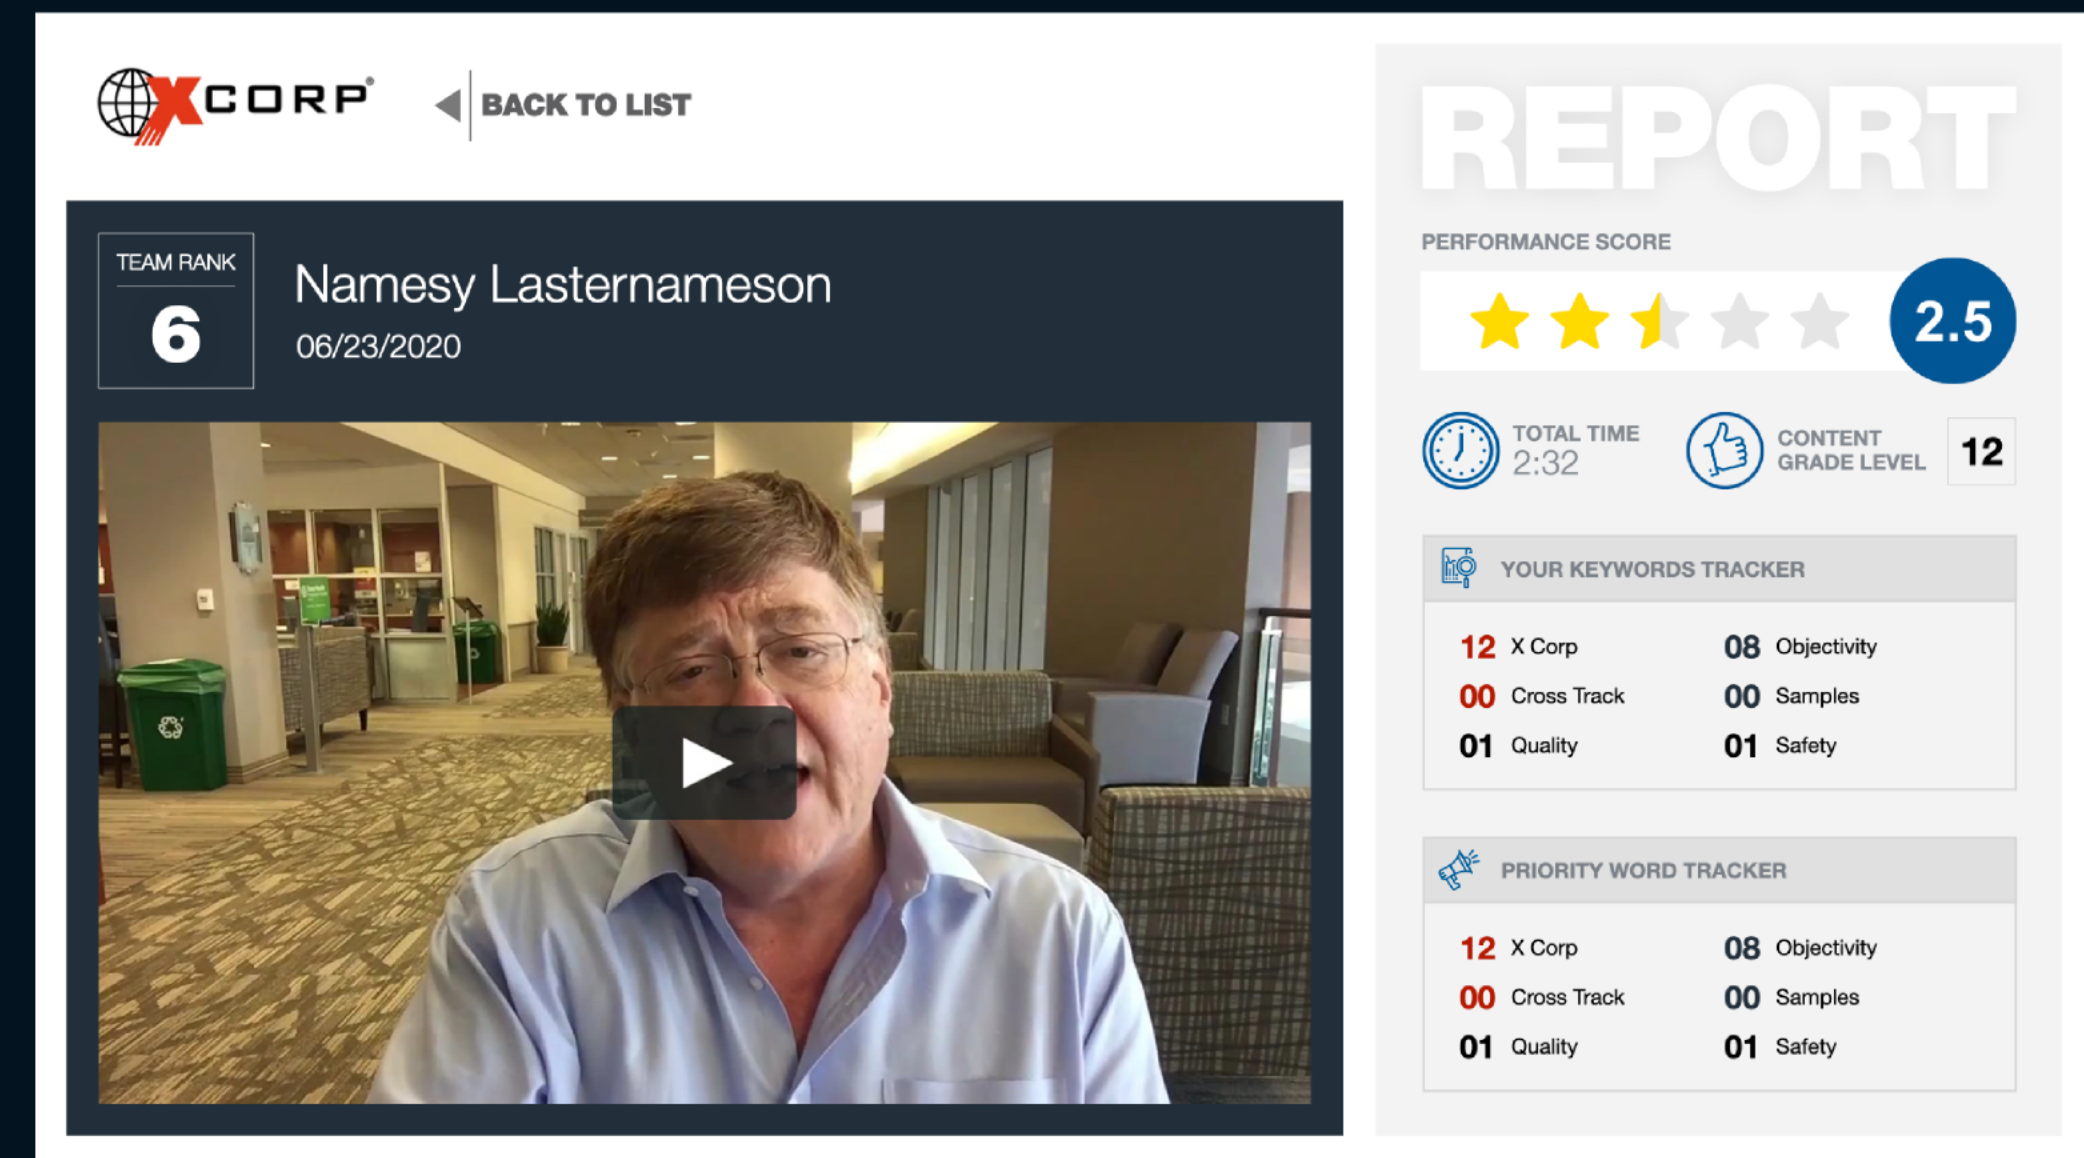 XCORP®
BACK TO LIST
TEAM RANK
6
Namesy Lasternameson
06/23/2020
REPORT
PERFORMANCE SCORE
2.5
TOTAL TIME
2:32
CONTENT
GRADE LEVEL
12
YOUR KEYWORDS TRACKER
12 X Corp
08 Objectivity
00 Cross Track
00 Samples
01 Quality
01 Safety
PRIORITY WORD TRACKER
12 X Corp
08 Objectivity
00 Cross Track
00 Samples
01 Quality
01 Safety